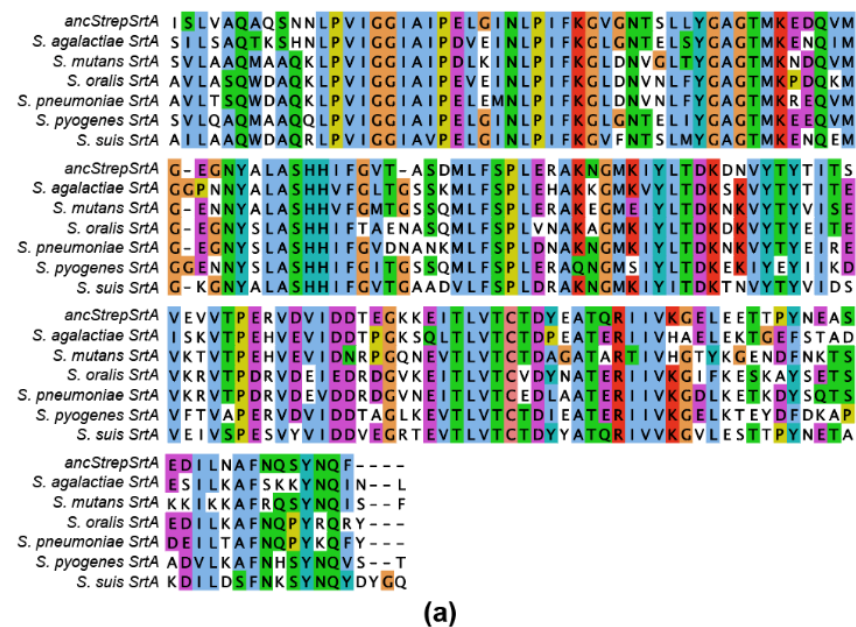 ancStrepSrtA ISLVAQAQSNNLPVIGGIAIPELGINLPIFKGVGNTSLLYGAGTMKEDQVM
S. agalactiae SrtA SILSAQTKSHNLPVIGGIAIPDVEINLPIFKGLGNTELSYGAGTMKENQIM
S. mutans SrtA SVLAAQMAAQKLPVIGGIAIPELKINLPIFKGLDNVGLTYGAGTMKNDQVM
S. oralis SrtA AVLASQWDAQKLPVIGGIAIPEVEINLPIFKGLDNVNLFYGAGTMKPDQKM
S. pneumoniae SrtA AVLTSQWDAQKLPVIGGIAIPELEMNLPIFKGLDNVNLFYGAGTMKREQVM
S. pyogenes SrtA SVLQAQMAAQQLPVIGGIAIPELGINLPIFKGLGNTELIYGAGTMKEEQVM
S. suis SrtA AILAAQWDAQRLPVIGGIAVPELGINLPIFKGVFNTSLMYGAGTMKENQEM
ancStrepSrtA G-EGNYALASHHIFGVT-ASDMLFSPLERAKNGMKIYLTDKDNVYTYTITS
S. agalactiae SrtA GGPNNYALASHHVFGLTGSSKMLFSPLEHAKKGMKVYLTDKSKVYTYTITE
S. mutans SrtA G-ENNYALASHHVFGMTGSSQMLFSPLERAKEGMEIYLTDKNKVYTYVISE
S. oralis SrtA G-EGNYSLASHHIFTAENASQMLFSPLVNAKAGMKIYLTDKDKVYTYEITE
S. pneumoniae SrtA G-EGNYSLASHHIFGVDNANKMLFSPLDNAKNGMKIYLTDKNKVYTYEIRE
S. pyogenes SrtA GGENNYSLASHHIFGITGSSQMLFSPLERAQNGMSIYLTDKEKIYEYIIKD
S. suis SrtA G-KGNYALASHHIFGVTGAADVLFSPLDRAKNGMKIYITDKTNVYTYVIDS
ancStrepSrtA VEVVTPERVDVIDDTEGKKEITLVTCTDYEATQRIIVKGELEETTPYNEAS
S. agalactiae SrtA ISKVTPEHVEVIDDTPGKSQLTLVTCTDPEATERIIVHAELEKTGEFSTAD
S. mutans SrtA VKTVTPEHVEVIDNRPGQNEVTLVTCTDAGATARTIVHGTYKGENDFNKTS
S. oralis SrtA VKRVTPDRVDEIEDRDGVKEITLVTCVDYNATERIIVKGIFKESKAYSETS
S. pneumoniae SrtA VKRVTPDRVDEVDDRDGVNEITLVTCEDLAATERIIVKGDLKETKDYSQTS
S. pyogenes SrtA VFTVAPERVDVIDDTAGLKEVTLVTCTDIEATERIIVKGELKTEYDFDKAP
S. suis SrtA VEIVSPESVYVIDDVEGRTEVTLVTCTDYYATQRIVVKGVLESTTPYNETA
ancStrepSrtA EDILNAFNQSYNQF----
S. agalactiae SrtA ESILKAFSKKYNQIN--L
S. mutans SrtA KKIKKAFRQSYNQIS--F
S. oralis SrtA EDILKAFNQPYRQRY---
S. pneumoniae SrtA DEILTAFNQPYKQFY---
S. pyogenes SrtA ADVLKAFNHSYNQVS--T
S. suis SrtA KDILDSFNKSYNQYDYGQ
(a)